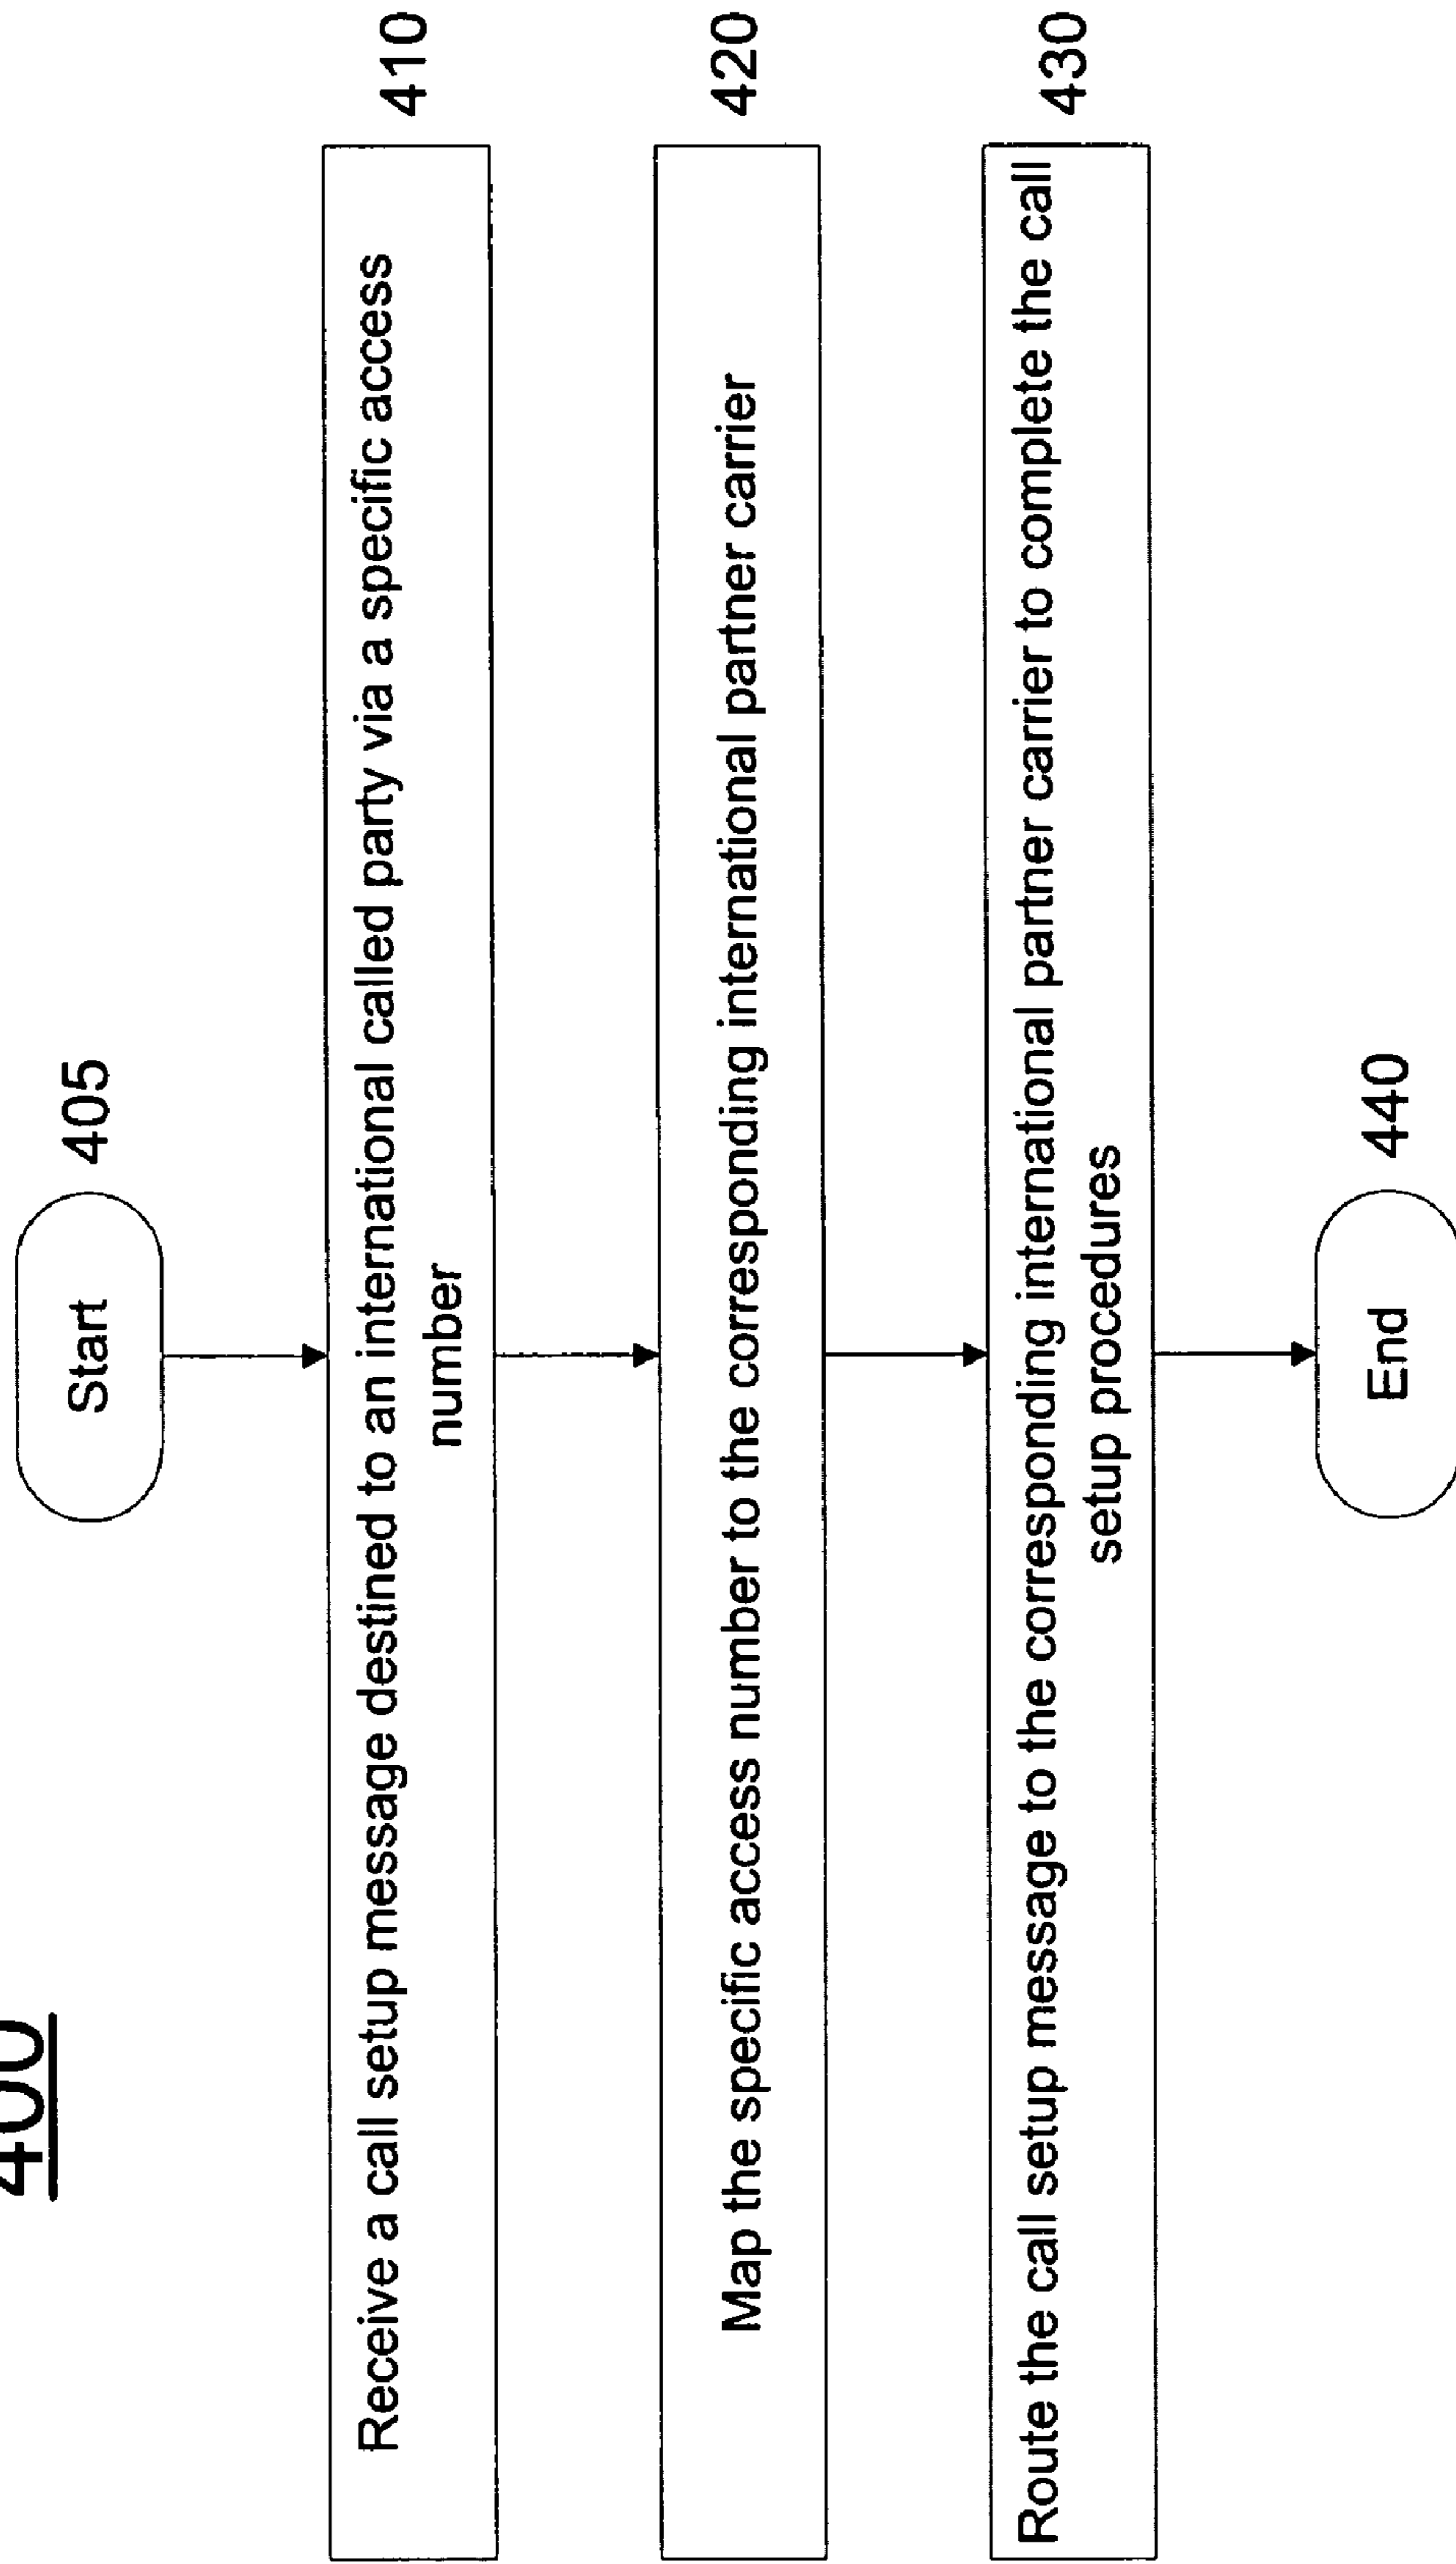 400
Start 405
Receive a call setup message destined to an international called party via a specific access
number
410
Map the specific access number to the corresponding international partner carrier
420
Route the call setup message to the corresponding international partner carrier to complete the call
setup procedures
430
End 440